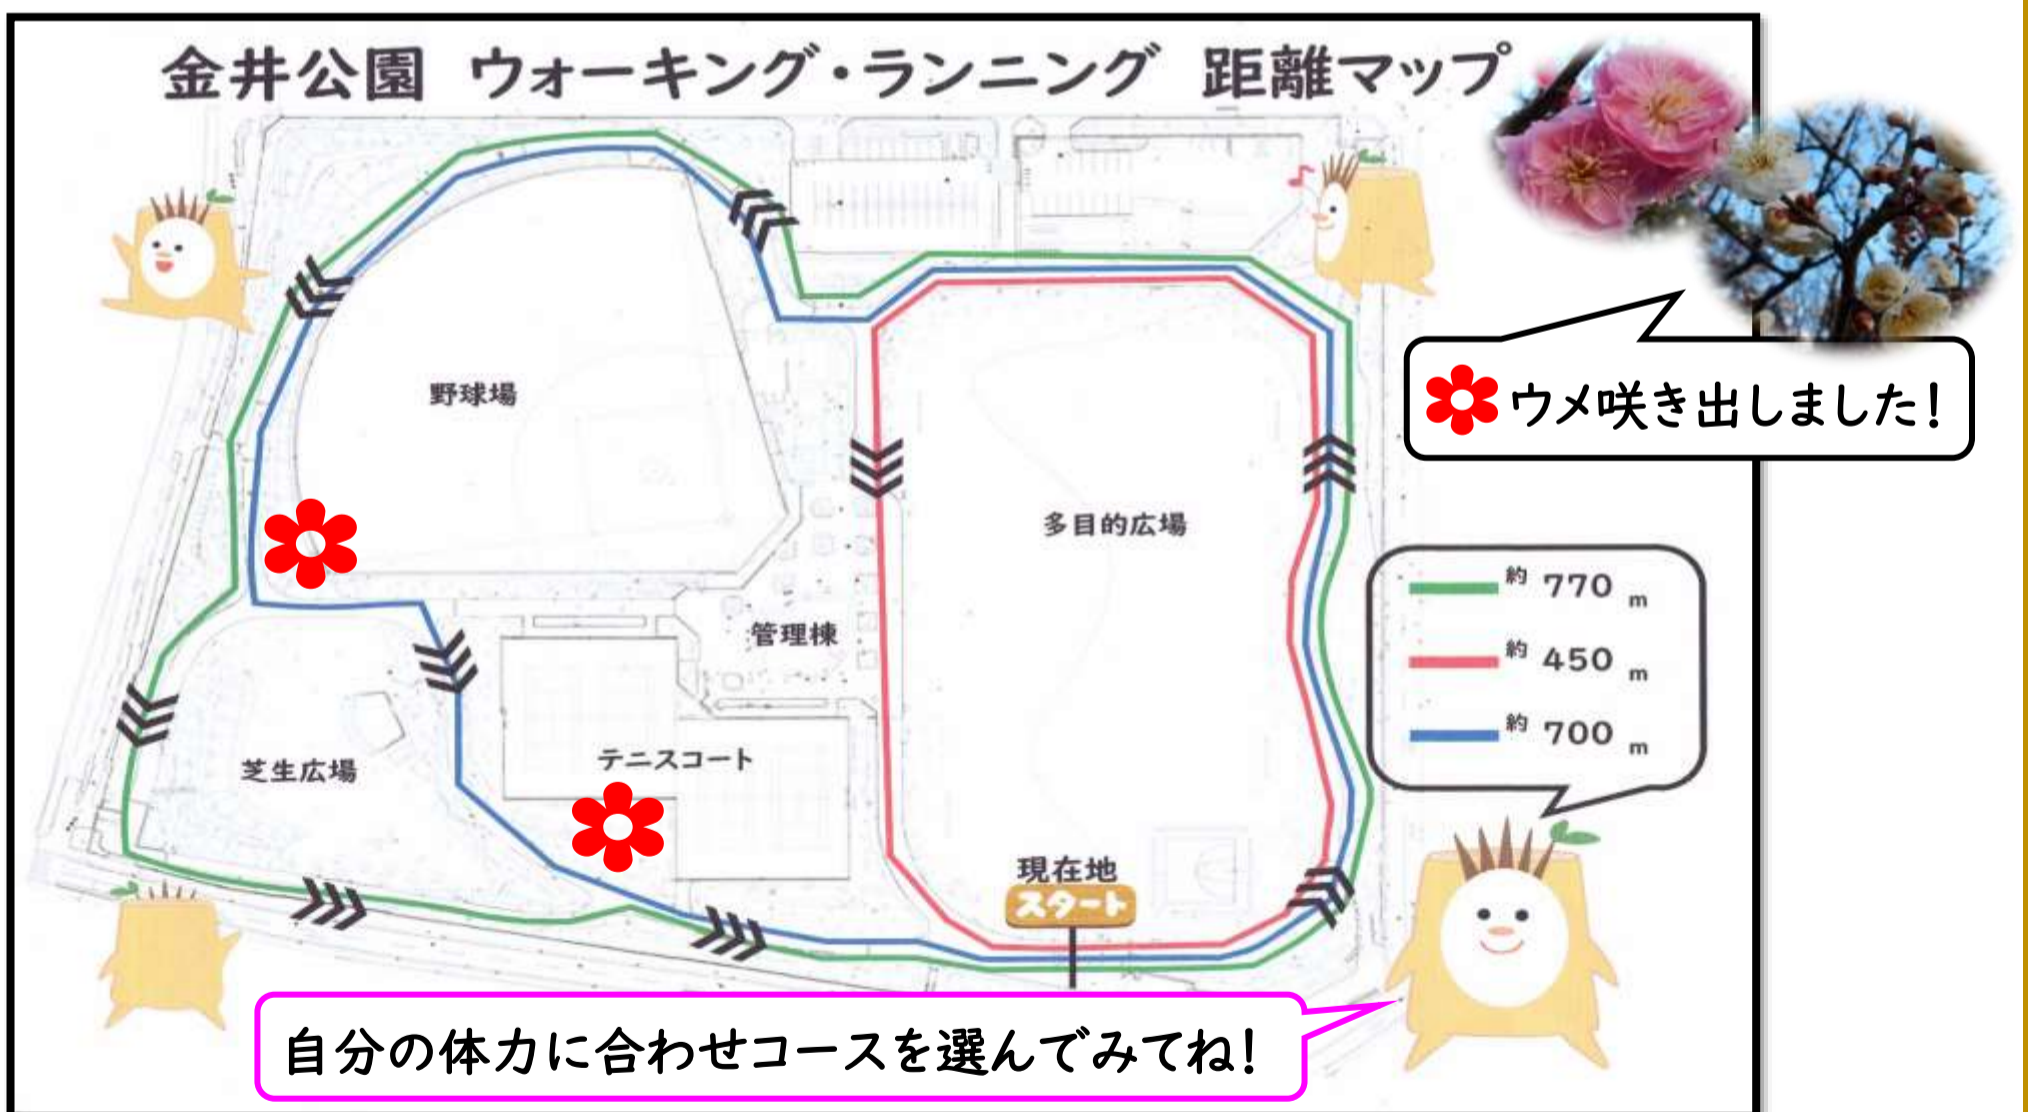 金井公園 ウォーキング・ランニング 距離マップ
ウメ咲き出しました！
野球場
多目的広場
約 770 m
約 450 m
約 700 m
管理棟
テニスコート
芝生広場
現在地
スタート
自分の体力に合わせコースを選んでみてね！